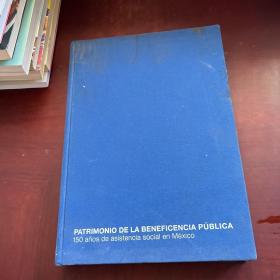 PATRIMONIO DE LA BENEFICENCIA PÚBLICA
150 años de asistencia social en México